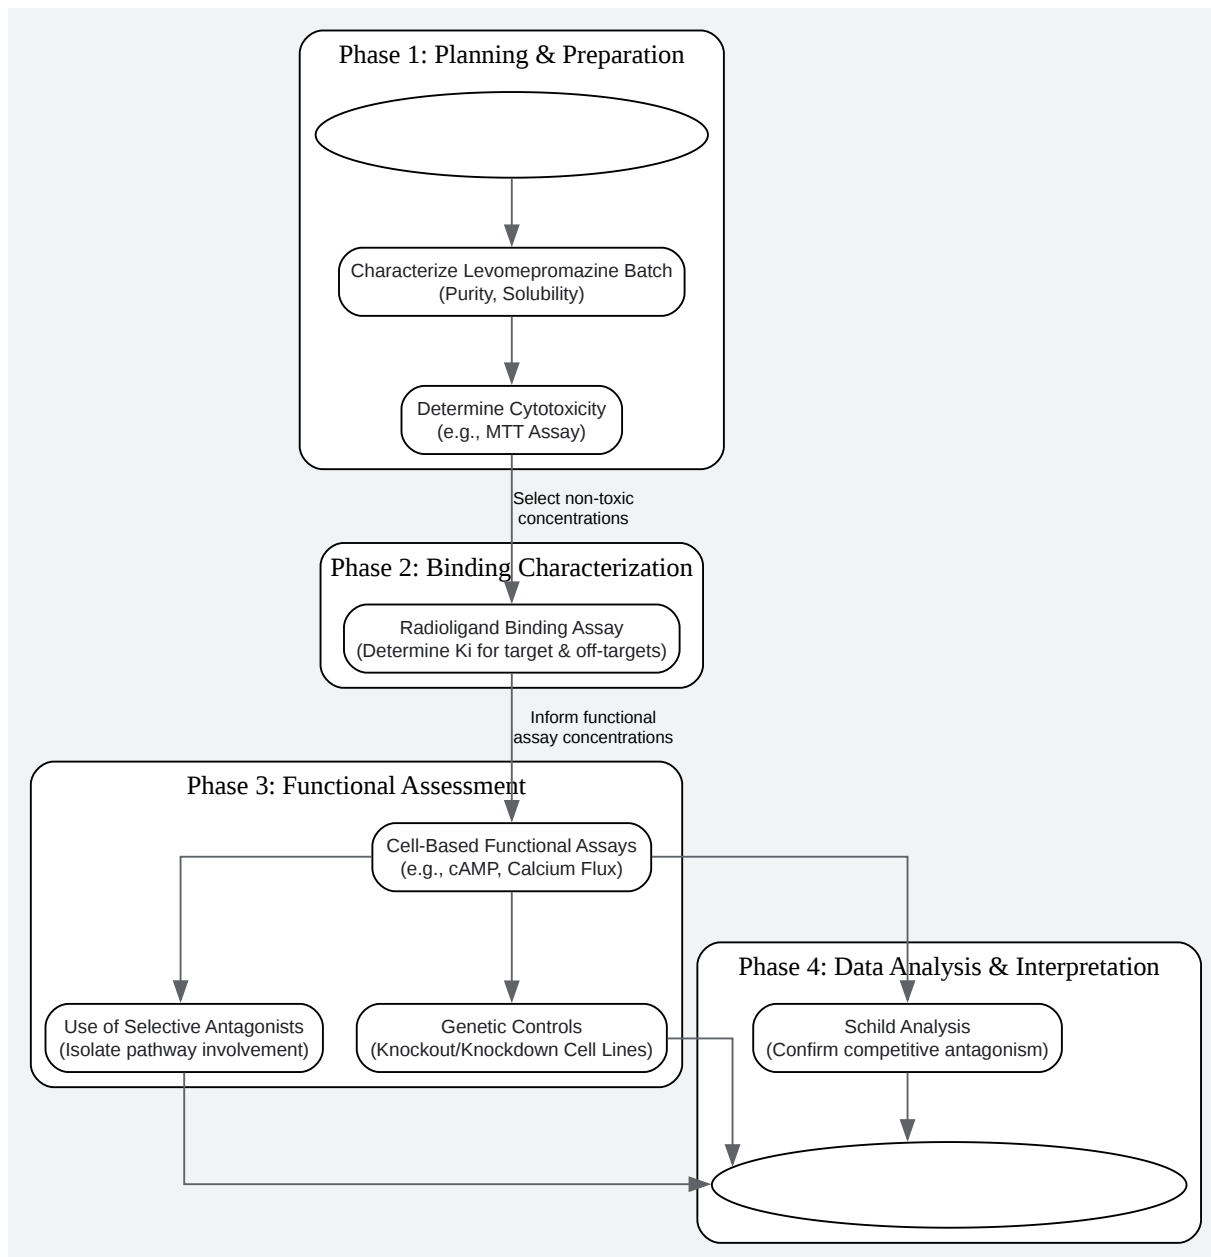 Phase 1: Planning & Preparation
Characterize Levomepromazine Batch
(Purity, Solubility)
Determine Cytotoxicity
(e.g., MTT Assay)
Select non-toxic
concentrations
Phase 2: Binding Characterization
Radioligand Binding Assay
(Determine Ki for target & off-targets)
Inform functional
assay concentrations
Phase 3: Functional Assessment
Cell-Based Functional Assays
(e.g., cAMP, Calcium Flux)
Use of Selective Antagonists
(Isolate pathway involvement)
Genetic Controls
(Knockout/Knockdown Cell Lines)
Phase 4: Data Analysis & Interpretation
Schild Analysis
(Confirm competitive antagonism)